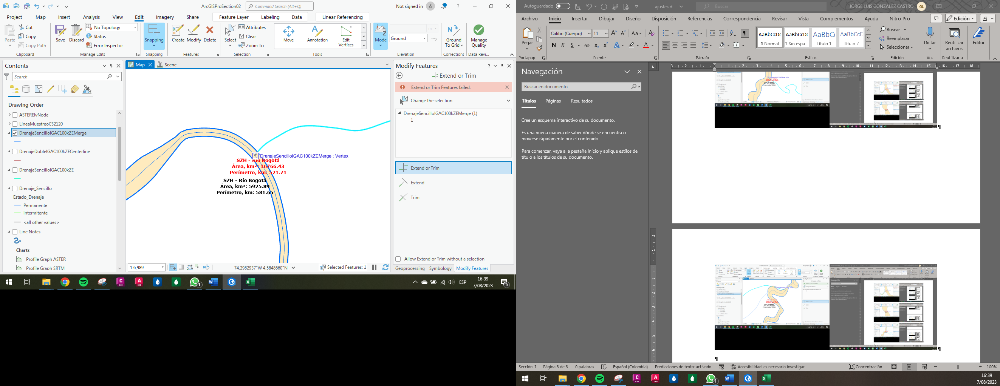 ArcGISProSection02
Command Search (Alt+Q)
Not signed in
Project Map Insert Analysis View Edit Imagery Share Feature Layer Labeling Data Linear Referencing
Paste
Cut
Copy
Copy Path
Clipboard
Save
Discard
No Topology
Status
Error Inspector
Manage Edits
Snapping
Snapping
Create
Modify
Delete
Features
Select
Attributes
Clear
Zoom To
Selection
Move
Annotation
Edit Vertices
Tools
Mode
m
Ground
Elevation
Ground To Grid
Corrections
Manage Quality
Data Revi...
Contents
Search
Drawing Order
ASTERElvNode
LineaMuestreoCS2120
DrenajeSencilloIGAC100kZEMerge
DrenajeDobleIGAC100kZECenterline
DrenajeSencilloIGAC100kZE
Drenaje_Sencillo
Estado_Drenaje
Permanente
Intermitente
<all other values>
Line Notes
Charts
Profile Graph ASTER
Profile Graph SRTM
Map
Scene
DrenajeSencilloIGAC100kZEMerge : Vertex
SZH - Río Bogotá
Área, km²: 16766.43
Perímetro, km: 521.71
SZH - Río Bogotá
Área, km²: 5925.89
Perímetro, km: 581.65
1:6,989
74.2982937°W 4.5848660°N
Selected Features: 1
Modify Features
Extend or Trim
Extend or Trim Features failed.
Change the selection.
DrenajeSencilloIGAC100kZEMerge (1)
1
Extend or Trim
Extend
Trim
Allow Extend or Trim without a selection
Geoprocessing Symbology Modify Features
ESP
16:39
7/08/2023
5
Autoguardado
ajustes.d...
Buscar
JORGE LUIS GONZALEZ CASTRO
GL
Archivo Inicio Insertar Dibujar Diseño Disposición Referencias Correspondencia Revisar Vista Complementos Ayuda Nitro Pro
Edición
Pegar
Portapap...
Calibri (Cuerpo)
11
N K S ab x₂ x²
Fuente
Párrafo
AaBbCcDc
¶ Normal
AaBbCcDc
¶ Sin espa...
AaBbCc
Título 1
AaBbCcC
Título 2
Estilos
Buscar
Reemplazar
Seleccionar
Edición
Dictar
Voz
Reutilizar archivos
Reutilizar a...
Editor
Navegación
Buscar en documento
Títulos Páginas Resultados
Cree un esquema interactivo de su documento.
Es una buena manera de saber dónde se encuentra o
moverse rápidamente por el contenido.
Para comenzar, vaya a la pestaña Inicio y aplique estilos de
título a los títulos de su documento.
Sección: 1 Página 3 de 3 0 palabras Español (Colombia) Predicciones de texto: activado Accesibilidad: es necesario investigar Concentración 100%
16:39
7/08/2023